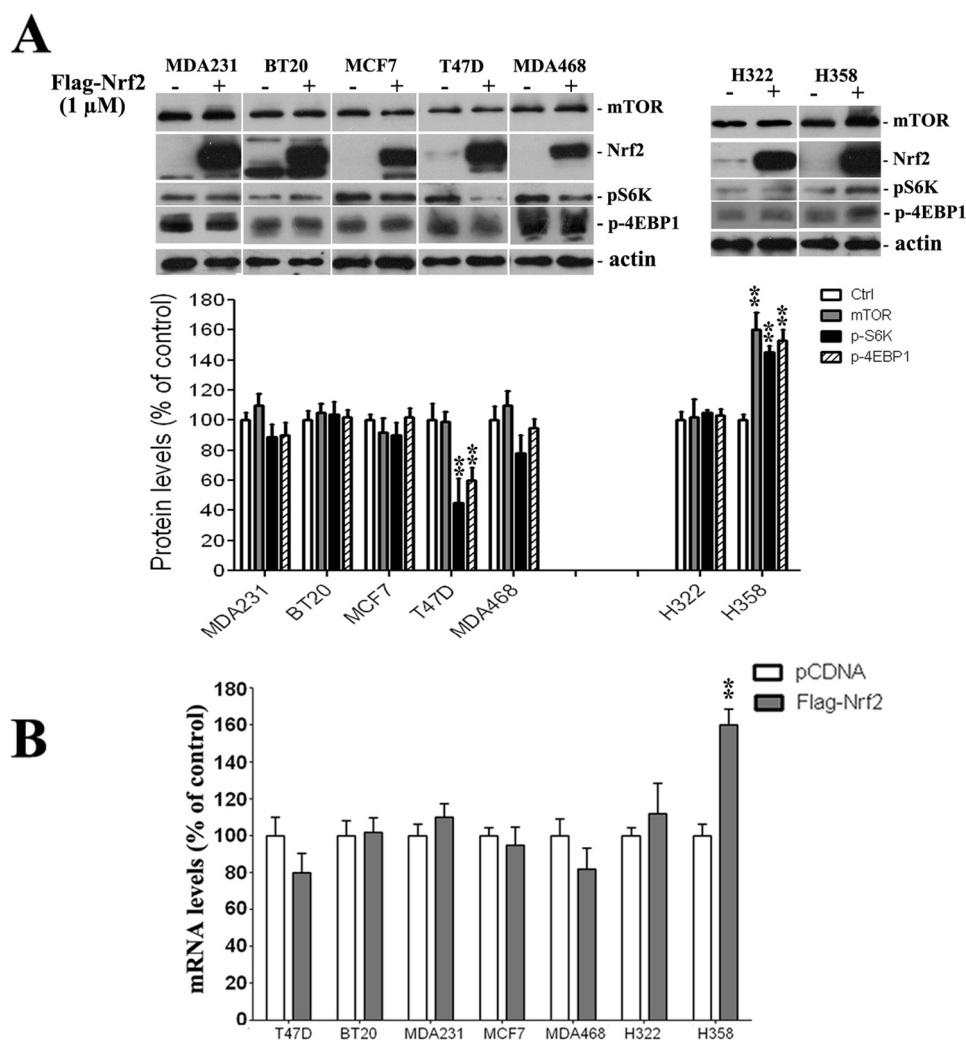 A
MDA231 BT20 MCF7 T47D MDA468
Flag-Nrf2 - + - + - + - + - +
(1 µM)
- mTOR
- Nrf2
- pS6K
- p-4EBP1
- actin
H322 H358
- + - +
- mTOR
- Nrf2
- pS6K
- p-4EBP1
- actin
Protein levels (% of control)
180
160
140
120
100
80
60
40
20
0
Ctrl
mTOR
p-S6K
p-4EBP1
** ** ** ** **
MDA231 BT20 MCF7 T47D MDA468 H322 H358
B
mRNA levels (% of control)
180
160
140
120
100
80
60
40
20
0
pCDNA
Flag-Nrf2
**
T47D BT20 MDA231 MCF7 MDA468 H322 H358